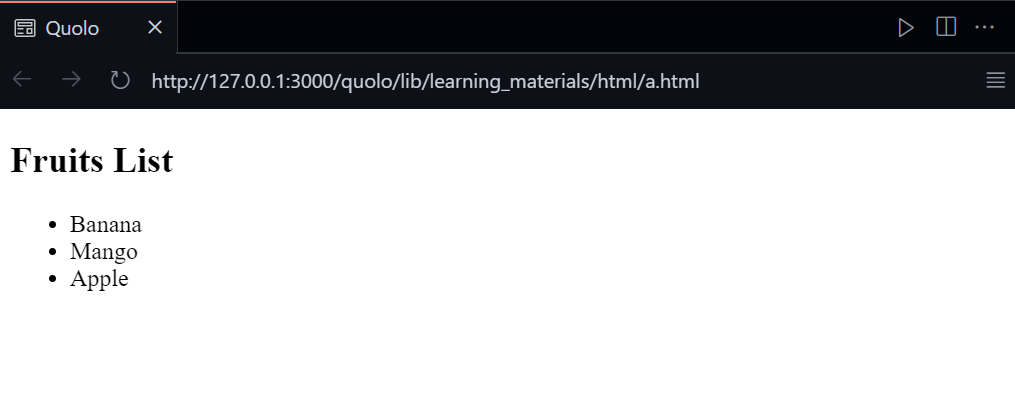 Quolo
http://127.0.0.1:3000/quolo/lib/learning_materials/html/a.html
Fruits List
Banana
Mango
Apple